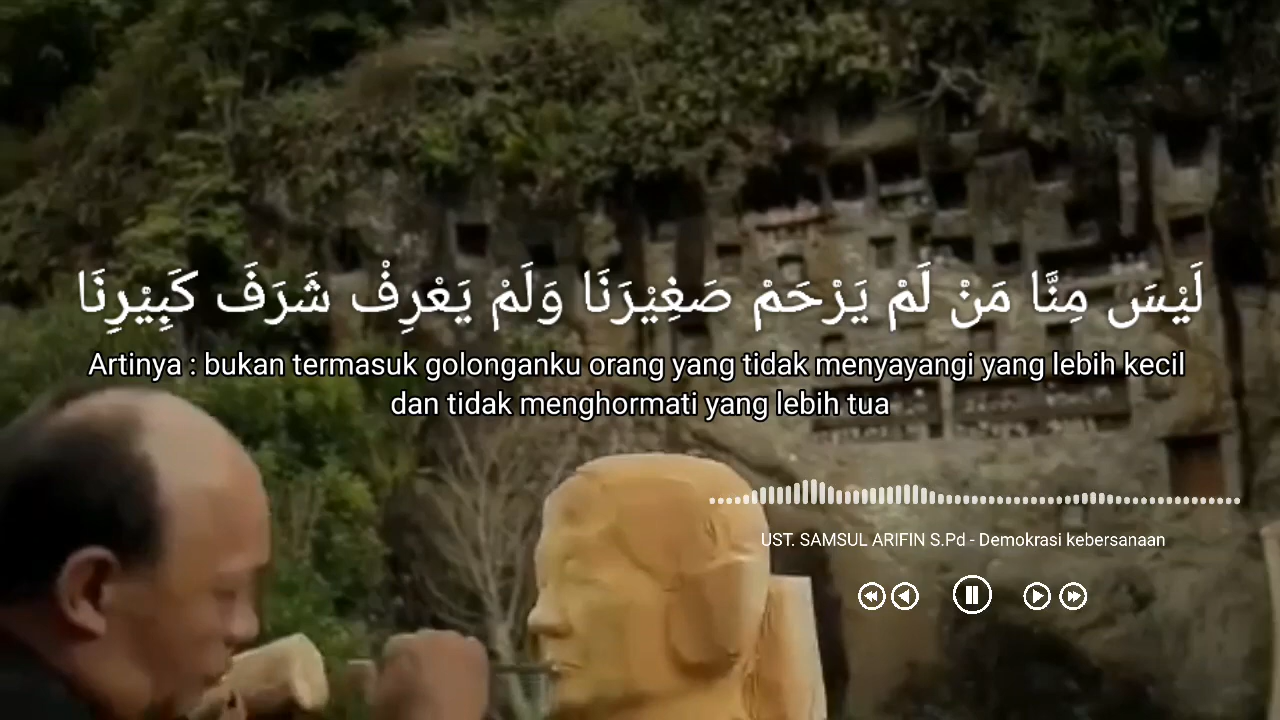 لَيْسَ مِنَّا مَنْ لَمْ يَرْحَمْ صَغِيْرَنَا وَلَمْ يَعْرِفْ شَرَفَ كَبِيْرِنَا
Artinya : bukan termasuk golonganku orang yang tidak menyayangi yang lebih kecil
dan tidak menghormati yang lebih tua
UST. SAMSUL ARIFIN S.Pd - Demokrasi kebersanaan